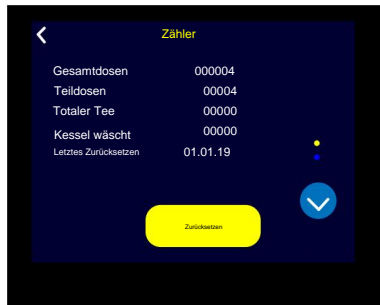 Zähler
Gesamtdosen 000004
Teildosen 00004
Totaler Tee 00000
Kessel wäscht 00000
Letztes Zurücksetzen 01.01.19
Zurücksetzen